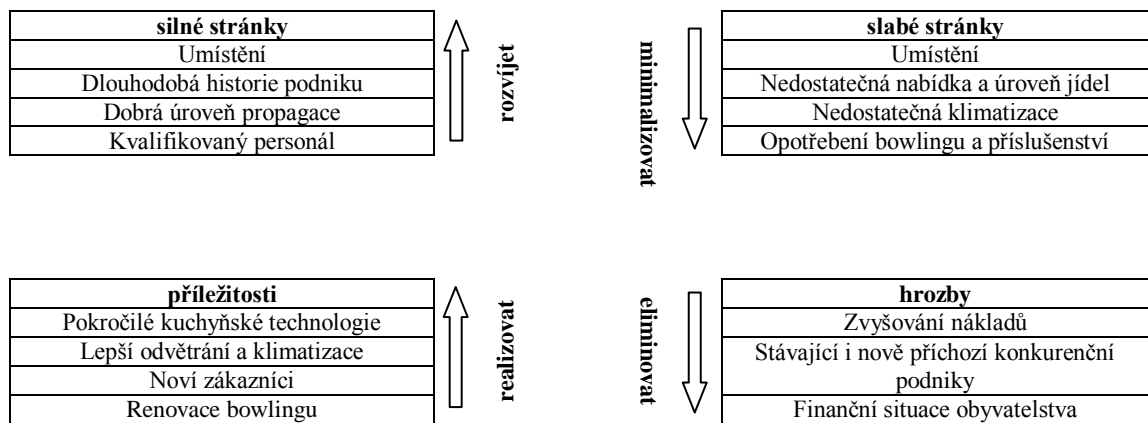 silné stránky
Umístění
Dlouhodobá historie podniku
Dobrá úroveň propagace
Kvalifikovaný personál
rozvíjet
minimalizovat
slabé stránky
Umístění
Nedostatečná nabídka a úroveň jídel
Nedostatečná klimatizace
Opotřebení bowlingu a příslušenství
příležitosti
Pokročilé kuchyňské technologie
Lepší odvětrání a klimatizace
Noví zákazníci
Renovace bowlingu
realizovat
eliminovat
hrozby
Zvyšování nákladů
Stávající i nově příchozí konkurenční
podniky
Finanční situace obyvatelstva